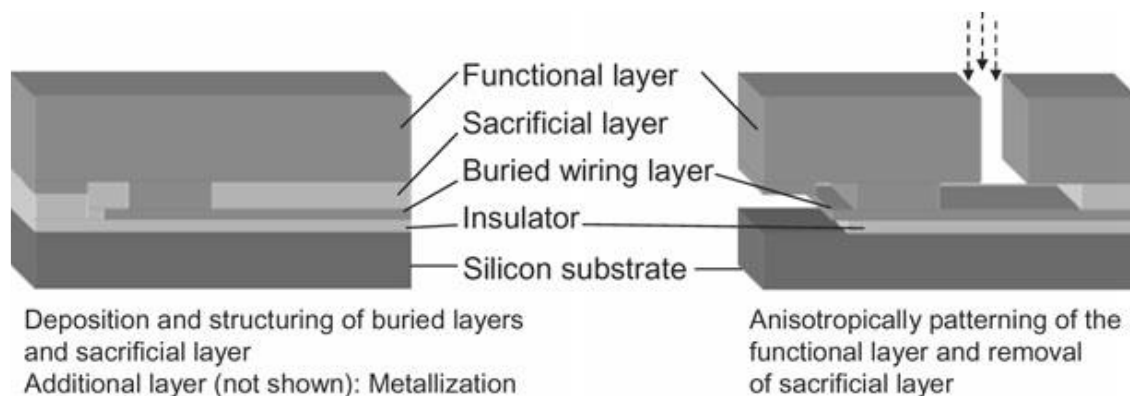 Functional layer
Sacrificial layer
Buried wiring layer
Insulator
Silicon substrate
Deposition and structuring of buried layers
and sacrificial layer
Additional layer (not shown): Metallization
Anisotropically patterning of the
functional layer and removal
of sacrificial layer